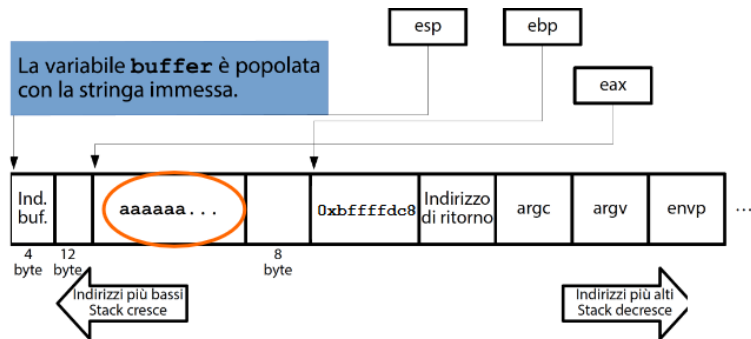 esp
ebp
La variabile buffer è popolata
con la stringa immessa.
eax
Ind.
buf.
aaaaaa...
0xbffffdc8
Indirizzo
di ritorno
argc
argv
envp
...
4
byte
12
byte
8
byte
Indirizzi più bassi
Stack cresce
Indirizzi più alti
Stack decresce